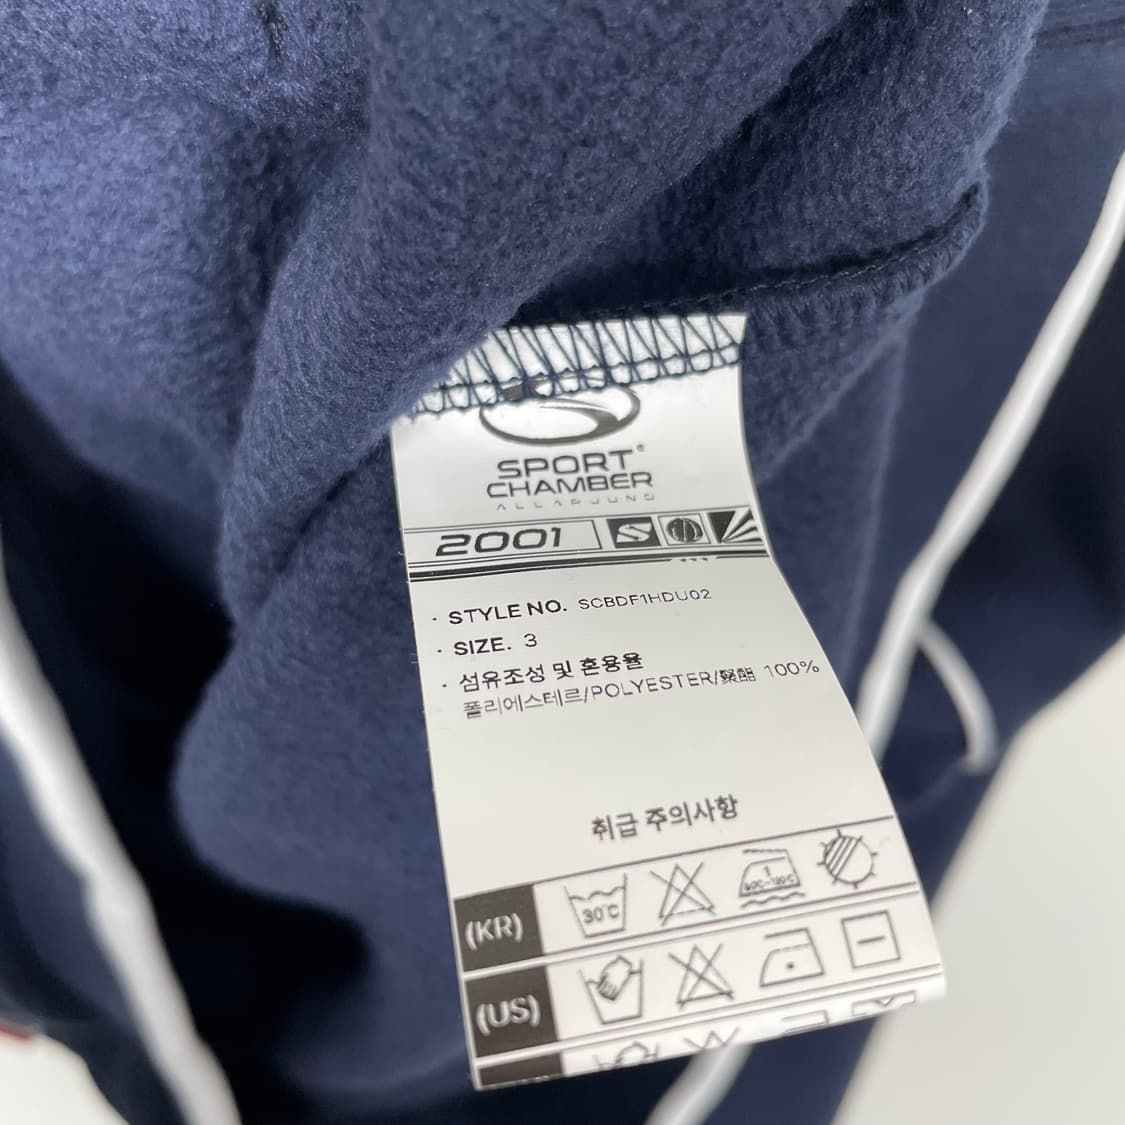 SPORT®
CHAMBER
ALLARJUNG
2001
· STYLE NO. SCBDF1HDU02
· SIZE. 3
· 섬유조성 및 혼용율
폴리에스테르/POLYESTER/聚酯 100%
취급 주의사항
(KR) 30℃
(US)